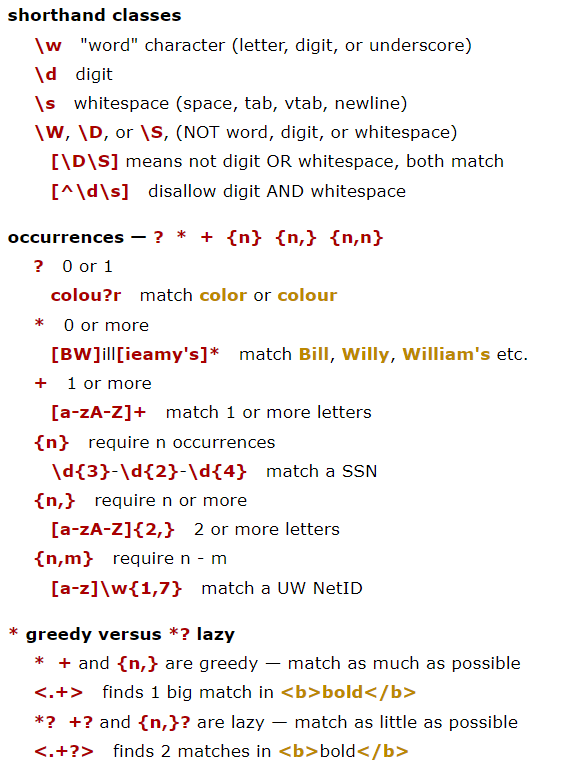 shorthand classes
\w "word" character (letter, digit, or underscore)
\d digit
\s whitespace (space, tab, vtab, newline)
\W, \D, or \S, (NOT word, digit, or whitespace)
[\D\S] means not digit OR whitespace, both match
[^\d\s] disallow digit AND whitespace
occurrences — ? * + {n} {n,} {n,n}
? 0 or 1
colou?r match color or colour
* 0 or more
[BW]ill[ieamy's]* match Bill, Willy, William's etc.
+ 1 or more
[a-zA-Z]+ match 1 or more letters
{n} require n occurrences
\d{3}-\d{2}-\d{4} match a SSN
{n,} require n or more
[a-zA-Z]{2,} 2 or more letters
{n,m} require n - m
[a-z]\w{1,7} match a UW NetID
* greedy versus *? lazy
* + and {n,} are greedy — match as much as possible
<.+> finds 1 big match in <b>bold</b>
*? +? and {n,}? are lazy — match as little as possible
<.+?> finds 2 matches in <b>bold</b>